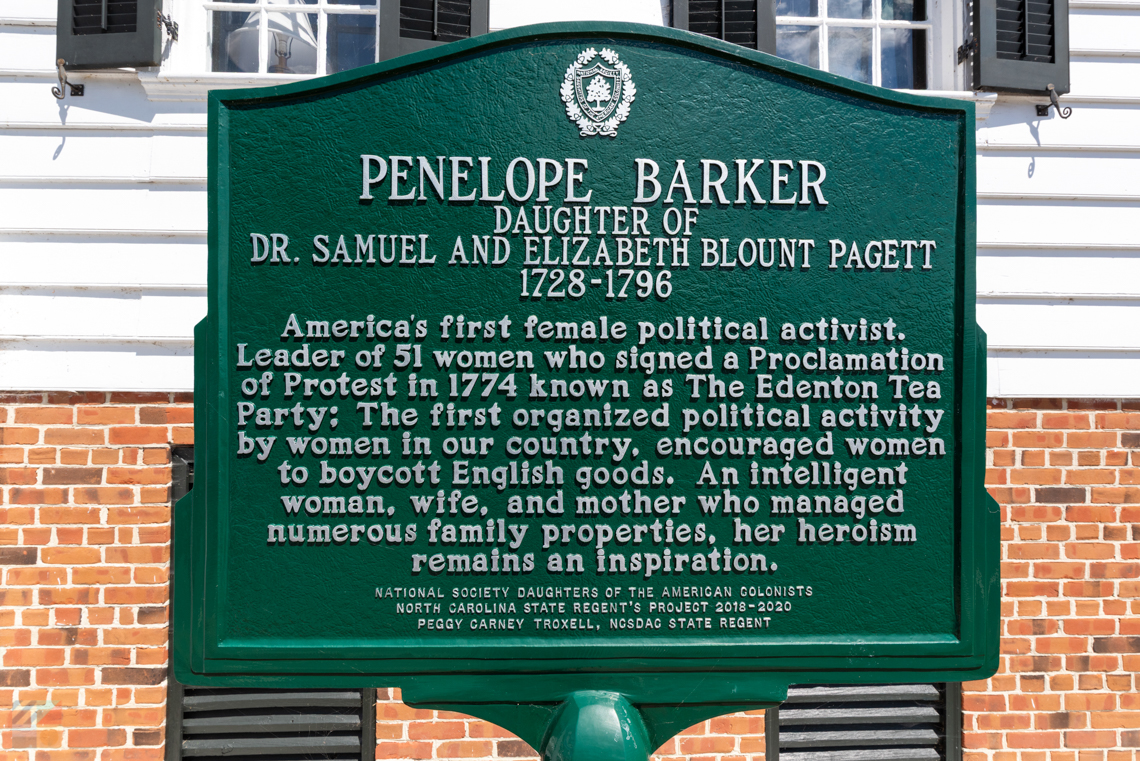 PENELOPE BARKER
DAUGHTER OF
DR. SAMUEL AND ELIZABETH BLOUNT PAGETT
1728-1796
America's first female political activist.
Leader of 51 women who signed a Proclamation
of Protest in 1774 known as The Edenton Tea
Party; The first organized political activity
by women in our country, encouraged women
to boycott English goods. An intelligent
woman, wife, and mother who managed
numerous family properties, her heroism
remains an inspiration.
NATIONAL SOCIETY DAUGHTERS OF THE AMERICAN COLONISTS
NORTH CAROLINA STATE REGENT'S PROJECT 2018-2020
PEGGY CARNEY TROXELL, NCSDAC STATE REGENT